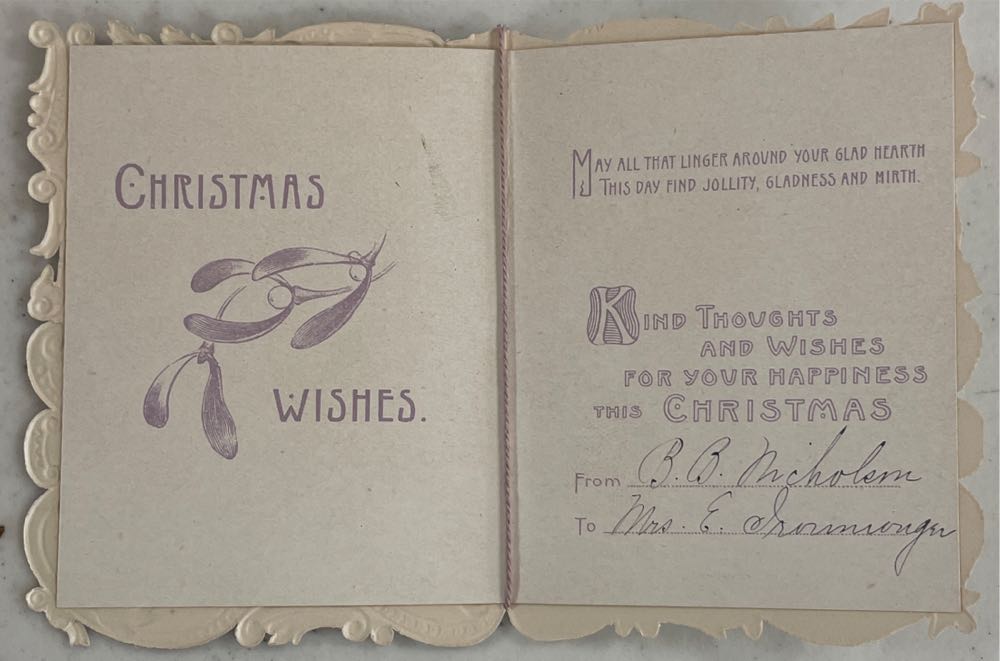 CHRISTMAS
WISHES.
MAY ALL THAT LINGER AROUND YOUR GLAD HEARTH
THIS DAY FIND JOLLITY, GLADNESS AND MIRTH.
KIND THOUGHTS
AND WISHES
FOR YOUR HAPPINESS
THIS CHRISTMAS
From B. B. Nicholson
To Mrs. E. Ironmonger